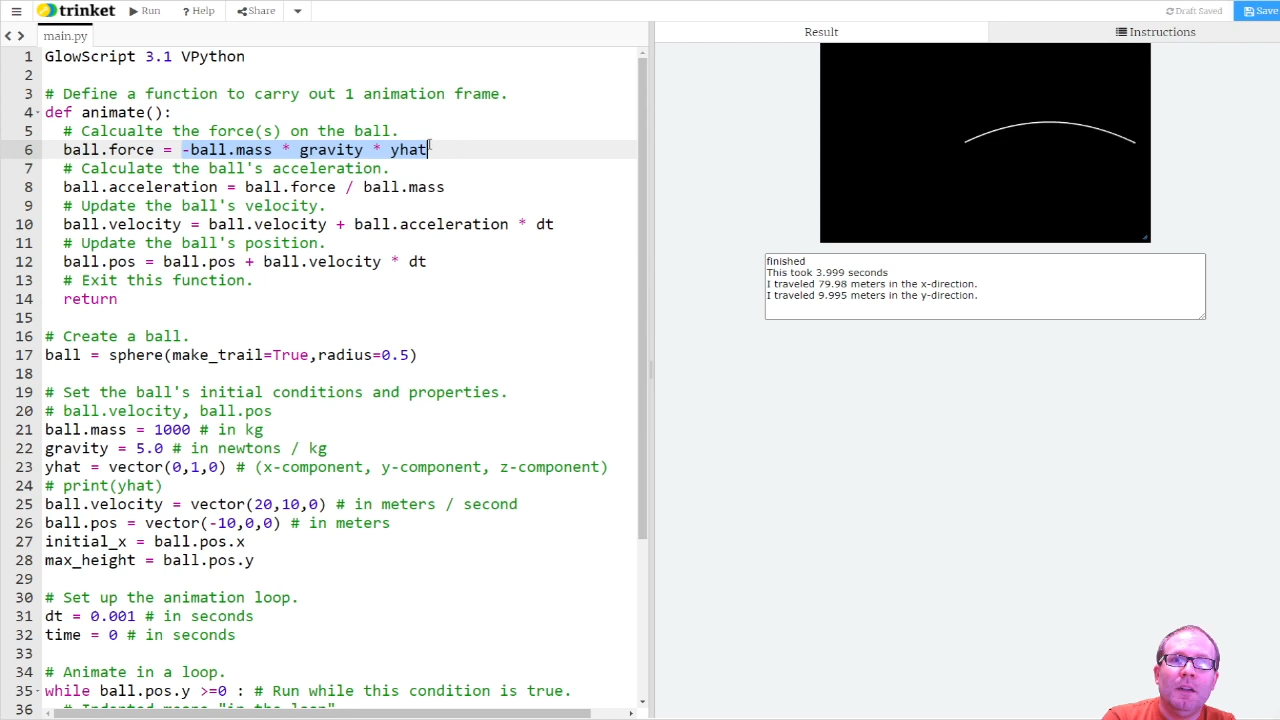 trinket
Run
? Help
Share
Draft Saved
Save
main.py
Result
Instructions
1 GlowScript 3.1 VPython
2
3 # Define a function to carry out 1 animation frame.
4 def animate():
5 # Calcualte the force(s) on the ball.
6 ball.force = -ball.mass * gravity * yhat
7 # Calculate the ball's acceleration.
8 ball.acceleration = ball.force / ball.mass
9 # Update the ball's velocity.
10 ball.velocity = ball.velocity + ball.acceleration * dt
11 # Update the ball's position.
12 ball.pos = ball.pos + ball.velocity * dt
13 # Exit this function.
14 return
15
16 # Create a ball.
17 ball = sphere(make_trail=True,radius=0.5)
18
19 # Set the ball's initial conditions and properties.
20 # ball.velocity, ball.pos
21 ball.mass = 1000 # in kg
22 gravity = 5.0 # in newtons / kg
23 yhat = vector(0,1,0) # (x-component, y-component, z-component)
24 # print(yhat)
25 ball.velocity = vector(20,10,0) # in meters / second
26 ball.pos = vector(-10,0,0) # in meters
27 initial_x = ball.pos.x
28 max_height = ball.pos.y
29
30 # Set up the animation loop.
31 dt = 0.001 # in seconds
32 time = 0 # in seconds
33
34 # Animate in a loop.
35 while ball.pos.y >=0 : # Run while this condition is true.
36 # Indented means "in the loop"
finished
This took 3.999 seconds
I traveled 79.98 meters in the x-direction.
I traveled 9.995 meters in the y-direction.